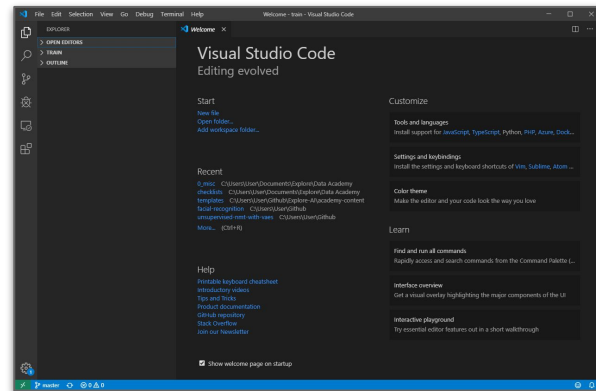 File Edit Selection View Go Debug Terminal Help
Welcome - train - Visual Studio Code
EXPLORER
OPEN EDITORS
TRAIN
OUTLINE
Welcome
Visual Studio Code
Editing evolved
Start
New file
Open folder...
Add workspace folder...
Recent
0_misc C:\Users\User\Documents\Explore\Data Academy
checklists C:\Users\User\Documents\Explore\Data Academy
templates C:\Users\User\Github\Explore-AI\academy-content
facial-recognition C:\Users\User\Github
unsupervised-nmt-with-vaes C:\Users\User\Github
More... (Ctrl+R)
Help
Printable keyboard cheatsheet
Introductory videos
Tips and Tricks
Product documentation
GitHub repository
Stack Overflow
Join our Newsletter
Show welcome page on startup
Customize
Tools and languages
Install support for JavaScript, TypeScript, Python, PHP, Azure, Dock...
Settings and keybindings
Install the settings and keyboard shortcuts of Vim, Sublime, Atom ...
Color theme
Make the editor and your code look the way you love
Learn
Find and run all commands
Rapidly access and search commands from the Command Palette (...
Interface overview
Get a visual overlay highlighting the major components of the UI
Interactive playground
Try essential editor features out in a short walkthrough
master 0 0